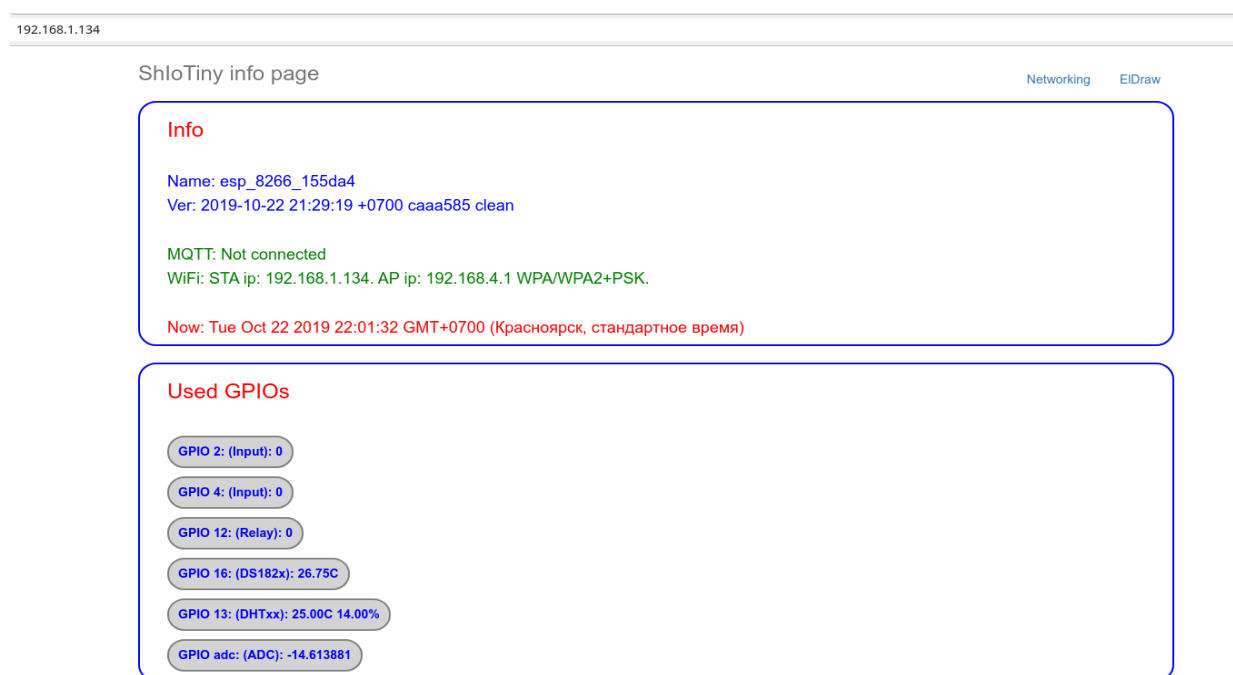 192.168.1.134
ShIoTiny info page
Networking ElDraw
Info
Name: esp_8266_155da4
Ver: 2019-10-22 21:29:19 +0700 caaa585 clean
MQTT: Not connected
WiFi: STA ip: 192.168.1.134. AP ip: 192.168.4.1 WPA/WPA2+PSK.
Now: Tue Oct 22 2019 22:01:32 GMT+0700 (Красноярск, стандартное время)
Used GPIOs
GPIO 2: (Input): 0
GPIO 4: (Input): 0
GPIO 12: (Relay): 0
GPIO 16: (DS182x): 26.75C
GPIO 13: (DHTxx): 25.00C 14.00%
GPIO adc: (ADC): -14.613881